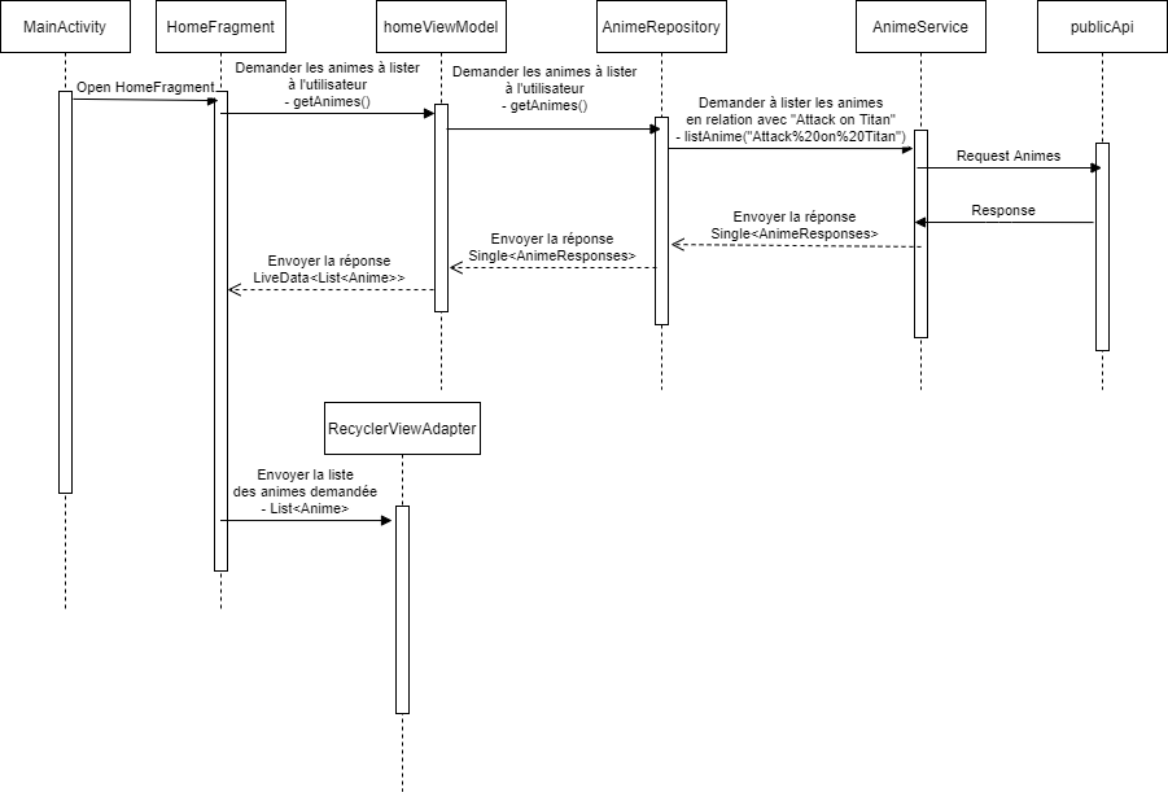 MainActivity
HomeFragment
homeViewModel
AnimeRepository
AnimeService
publicApi
Open HomeFragment
Demander les animes à lister
à l'utilisateur
- getAnimes()
Demander les animes à lister
à l'utilisateur
- getAnimes()
Demander à lister les animes
en relation avec "Attack on Titan"
- listAnime("Attack%20on%20Titan")
Request Animes
Response
Envoyer la réponse
Single<AnimeResponses>
Envoyer la réponse
Single<AnimeResponses>
Envoyer la réponse
LiveData<List<Anime>>
RecyclerViewAdapter
Envoyer la liste
des animes demandée
- List<Anime>